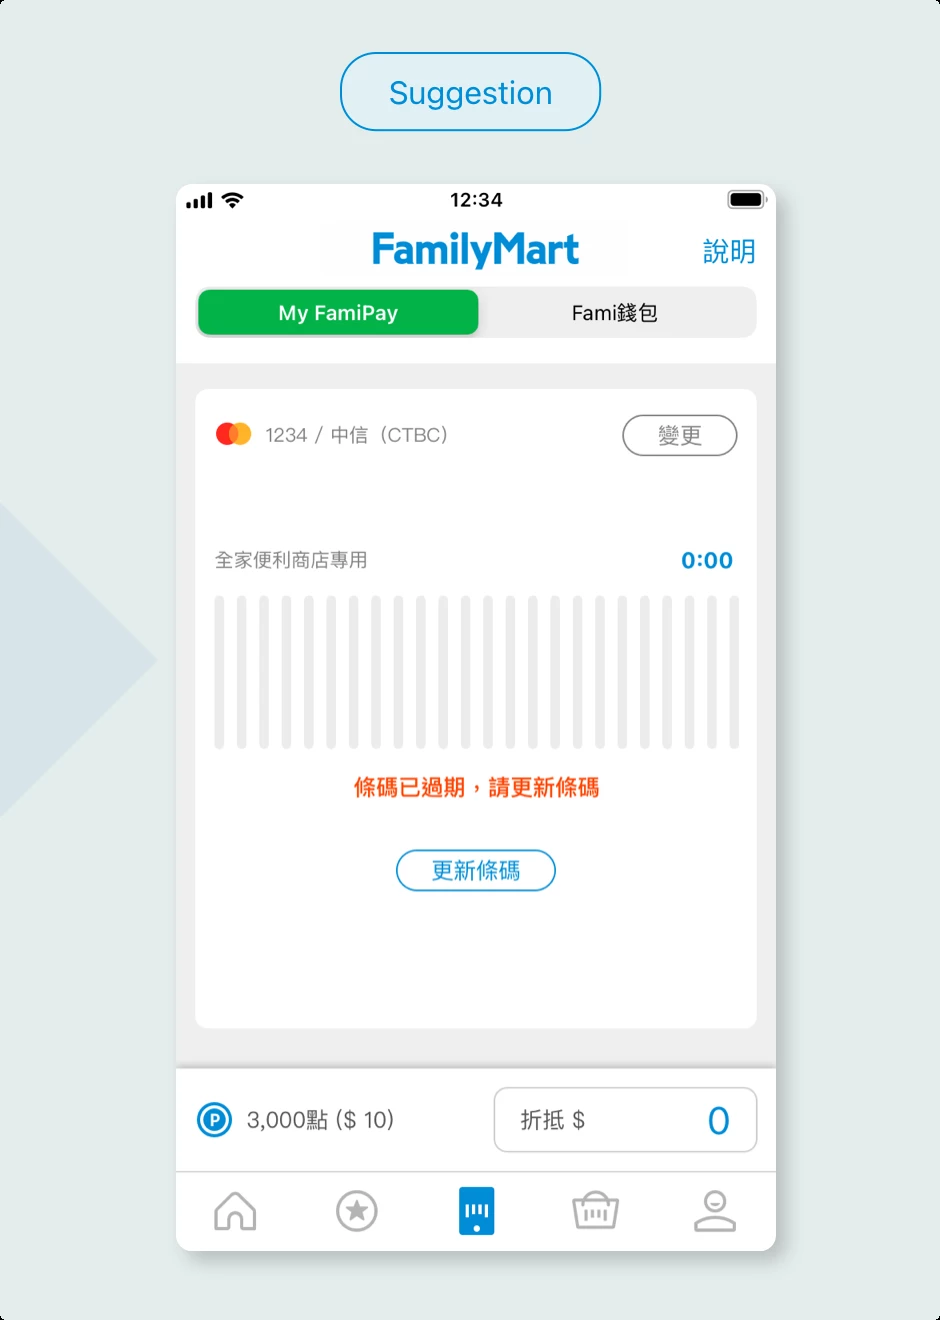 Suggestion
12:34
FamilyMart
說明
My FamiPay
Fami錢包
1234 / 中信（CTBC）
變更
全家便利商店專用
0:00
條碼已過期，請更新條碼
更新條碼
P
3,000點 ($ 10)
折抵 $
0